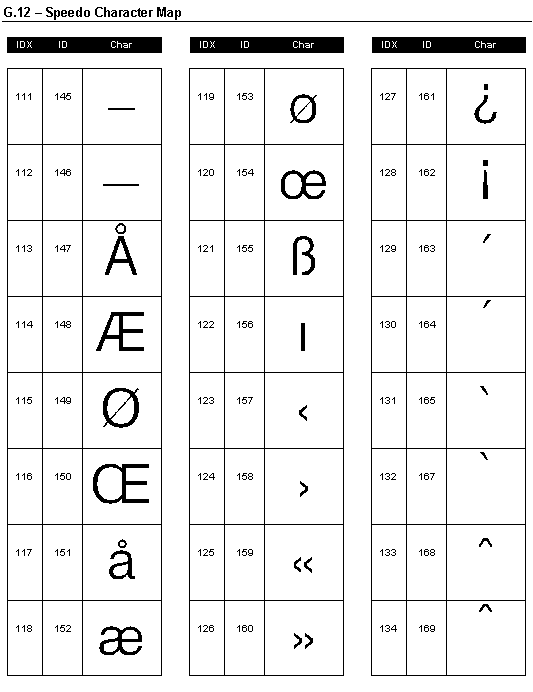 G.12 – Speedo Character Map
IDX ID Char
111 145 –
112 146 —
113 147 Å
114 148 Æ
115 149 Ø
116 150 Œ
117 151 å
118 152 æ
IDX ID Char
119 153 ø
120 154 œ
121 155 ß
122 156 ı
123 157 ‹
124 158 ›
125 159 «
126 160 »
IDX ID Char
127 161 ¿
128 162 ¡
129 163 ´
130 164 ´
131 165 `
132 167 `
133 168 ^
134 169 ^